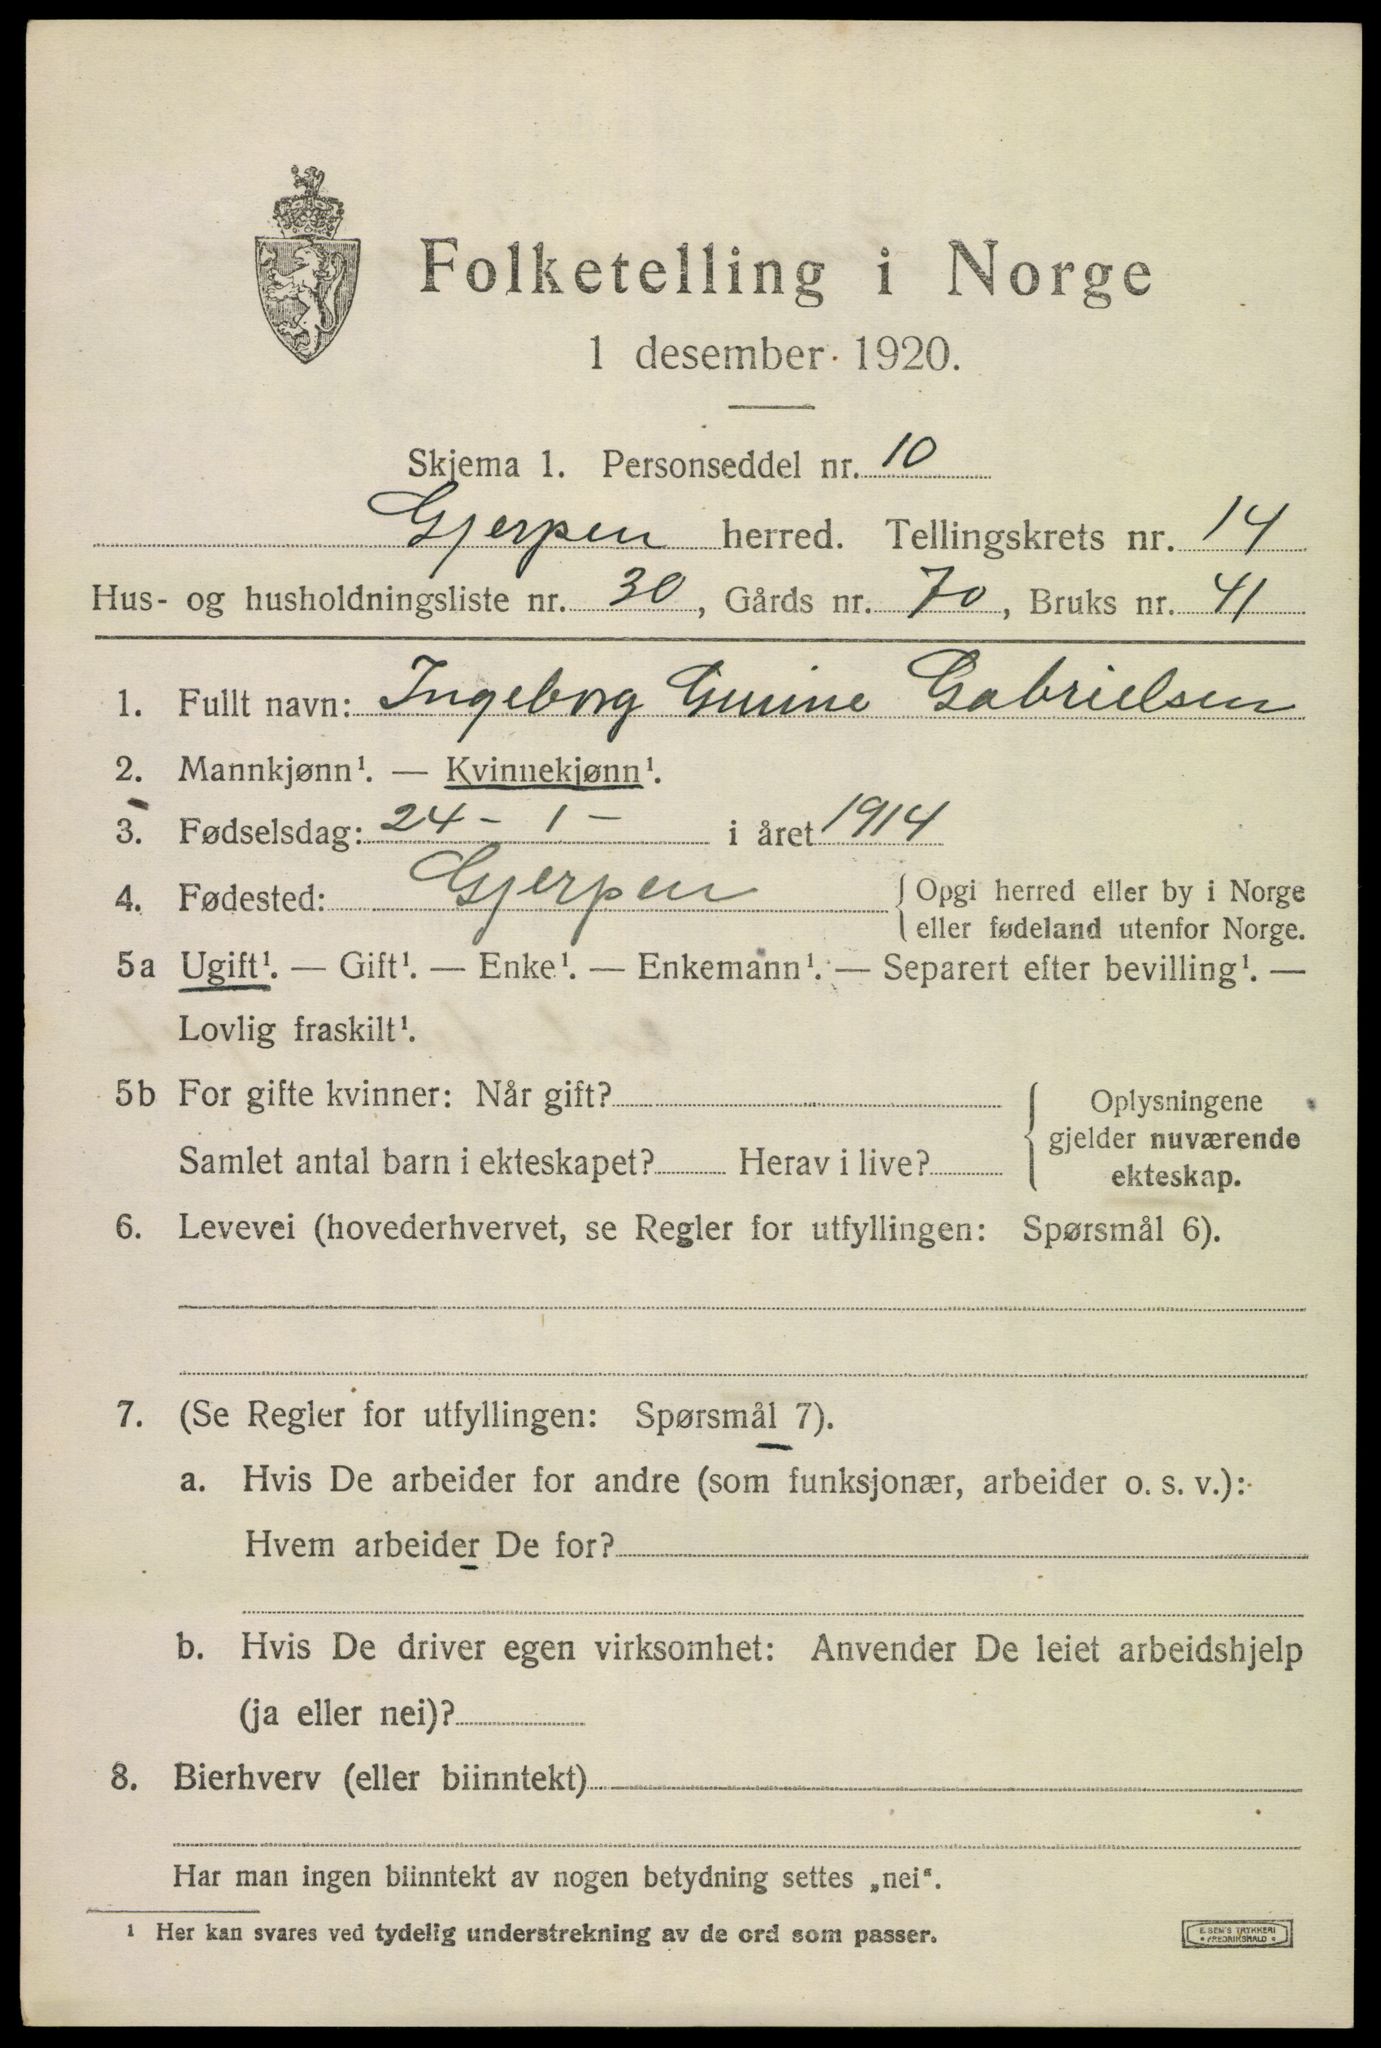 Folketelling i Norge
1 desember 1920.
Skjema 1. Personseddel nr. 10
Gjerpen herred. Tellingskrets nr. 14
Hus- og husholdningsliste nr. 30, Gårds nr. 70, Bruks nr. 41
1. Fullt navn: Ingeborg Gunine Gabrielsen
2. Mannkjønn¹. — Kvinnekjønn¹.
3. Fødselsdag: 24 - 1 - i året 1914
4. Fødested: Gjerpen { Opgi herred eller by i Norge
eller fødeland utenfor Norge.
5a Ugift¹. — Gift¹. — Enke¹. — Enkemann¹. — Separert efter bevilling¹. —
Lovlig fraskilt¹.
5b For gifte kvinner: Når gift? { Oplysningene
gjelder nuværende
Samlet antal barn i ekteskapet? Herav i live?
ekteskap.
6. Levevei (hovederhvervet, se Regler for utfyllingen: Spørsmål 6).
7. (Se Regler for utfyllingen: Spørsmål 7).
a. Hvis De arbeider for andre (som funksjonær, arbeider o. s. v.):
Hvem arbeider De for?
b. Hvis De driver egen virksomhet: Anvender De leiet arbeidshjelp
(ja eller nei)?
8. Bierhverv (eller biinntekt)
Har man ingen biinntekt av nogen betydning settes „nei“.
¹ Her kan svares ved tydelig understrekning av de ord som passer.
E. SEM'S TRYKKERI
FREDRIKSHALD